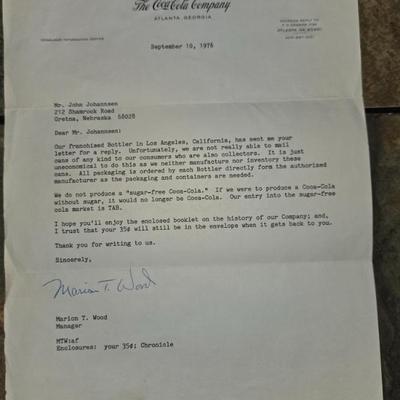 The Coca-Cola Company
ATLANTA, GEORGIA
CONSUMER INFORMATION CENTER
ADDRESS REPLY TO
September 10, 1976
Mr. John Johannsen
212 Shamrock Road
Gretna, Nebraska 68028
Dear Mr. Johannsen:
Our franchised Bottler in Los Angeles, California, has sent me your
letter for a reply. Unfortunately, we are not really able to mail
cans of any kind to our consumers who are also collectors. It is just
uneconomical to do this as we neither manufacture nor inventory these
cans. All packaging is ordered by each Bottler directly form the authorized
manufacturer as the packaging and containers are needed.
We do not produce a "sugar-free Coca-Cola." If we were to produce a Coca-Cola
without sugar, it would no longer be Coca-Cola. Our entry into the sugar-free
cola market is TAB.
I hope you'll enjoy the enclosed booklet on the history of our Company; and,
I trust that your 35¢ will still be in the envelope when it gets back to you.
Thank you for writing to us.
Sincerely,
Marion T. Wood
Marion T. Wood
Manager
MTW:af
Enclosures: your 35¢; Chronicle